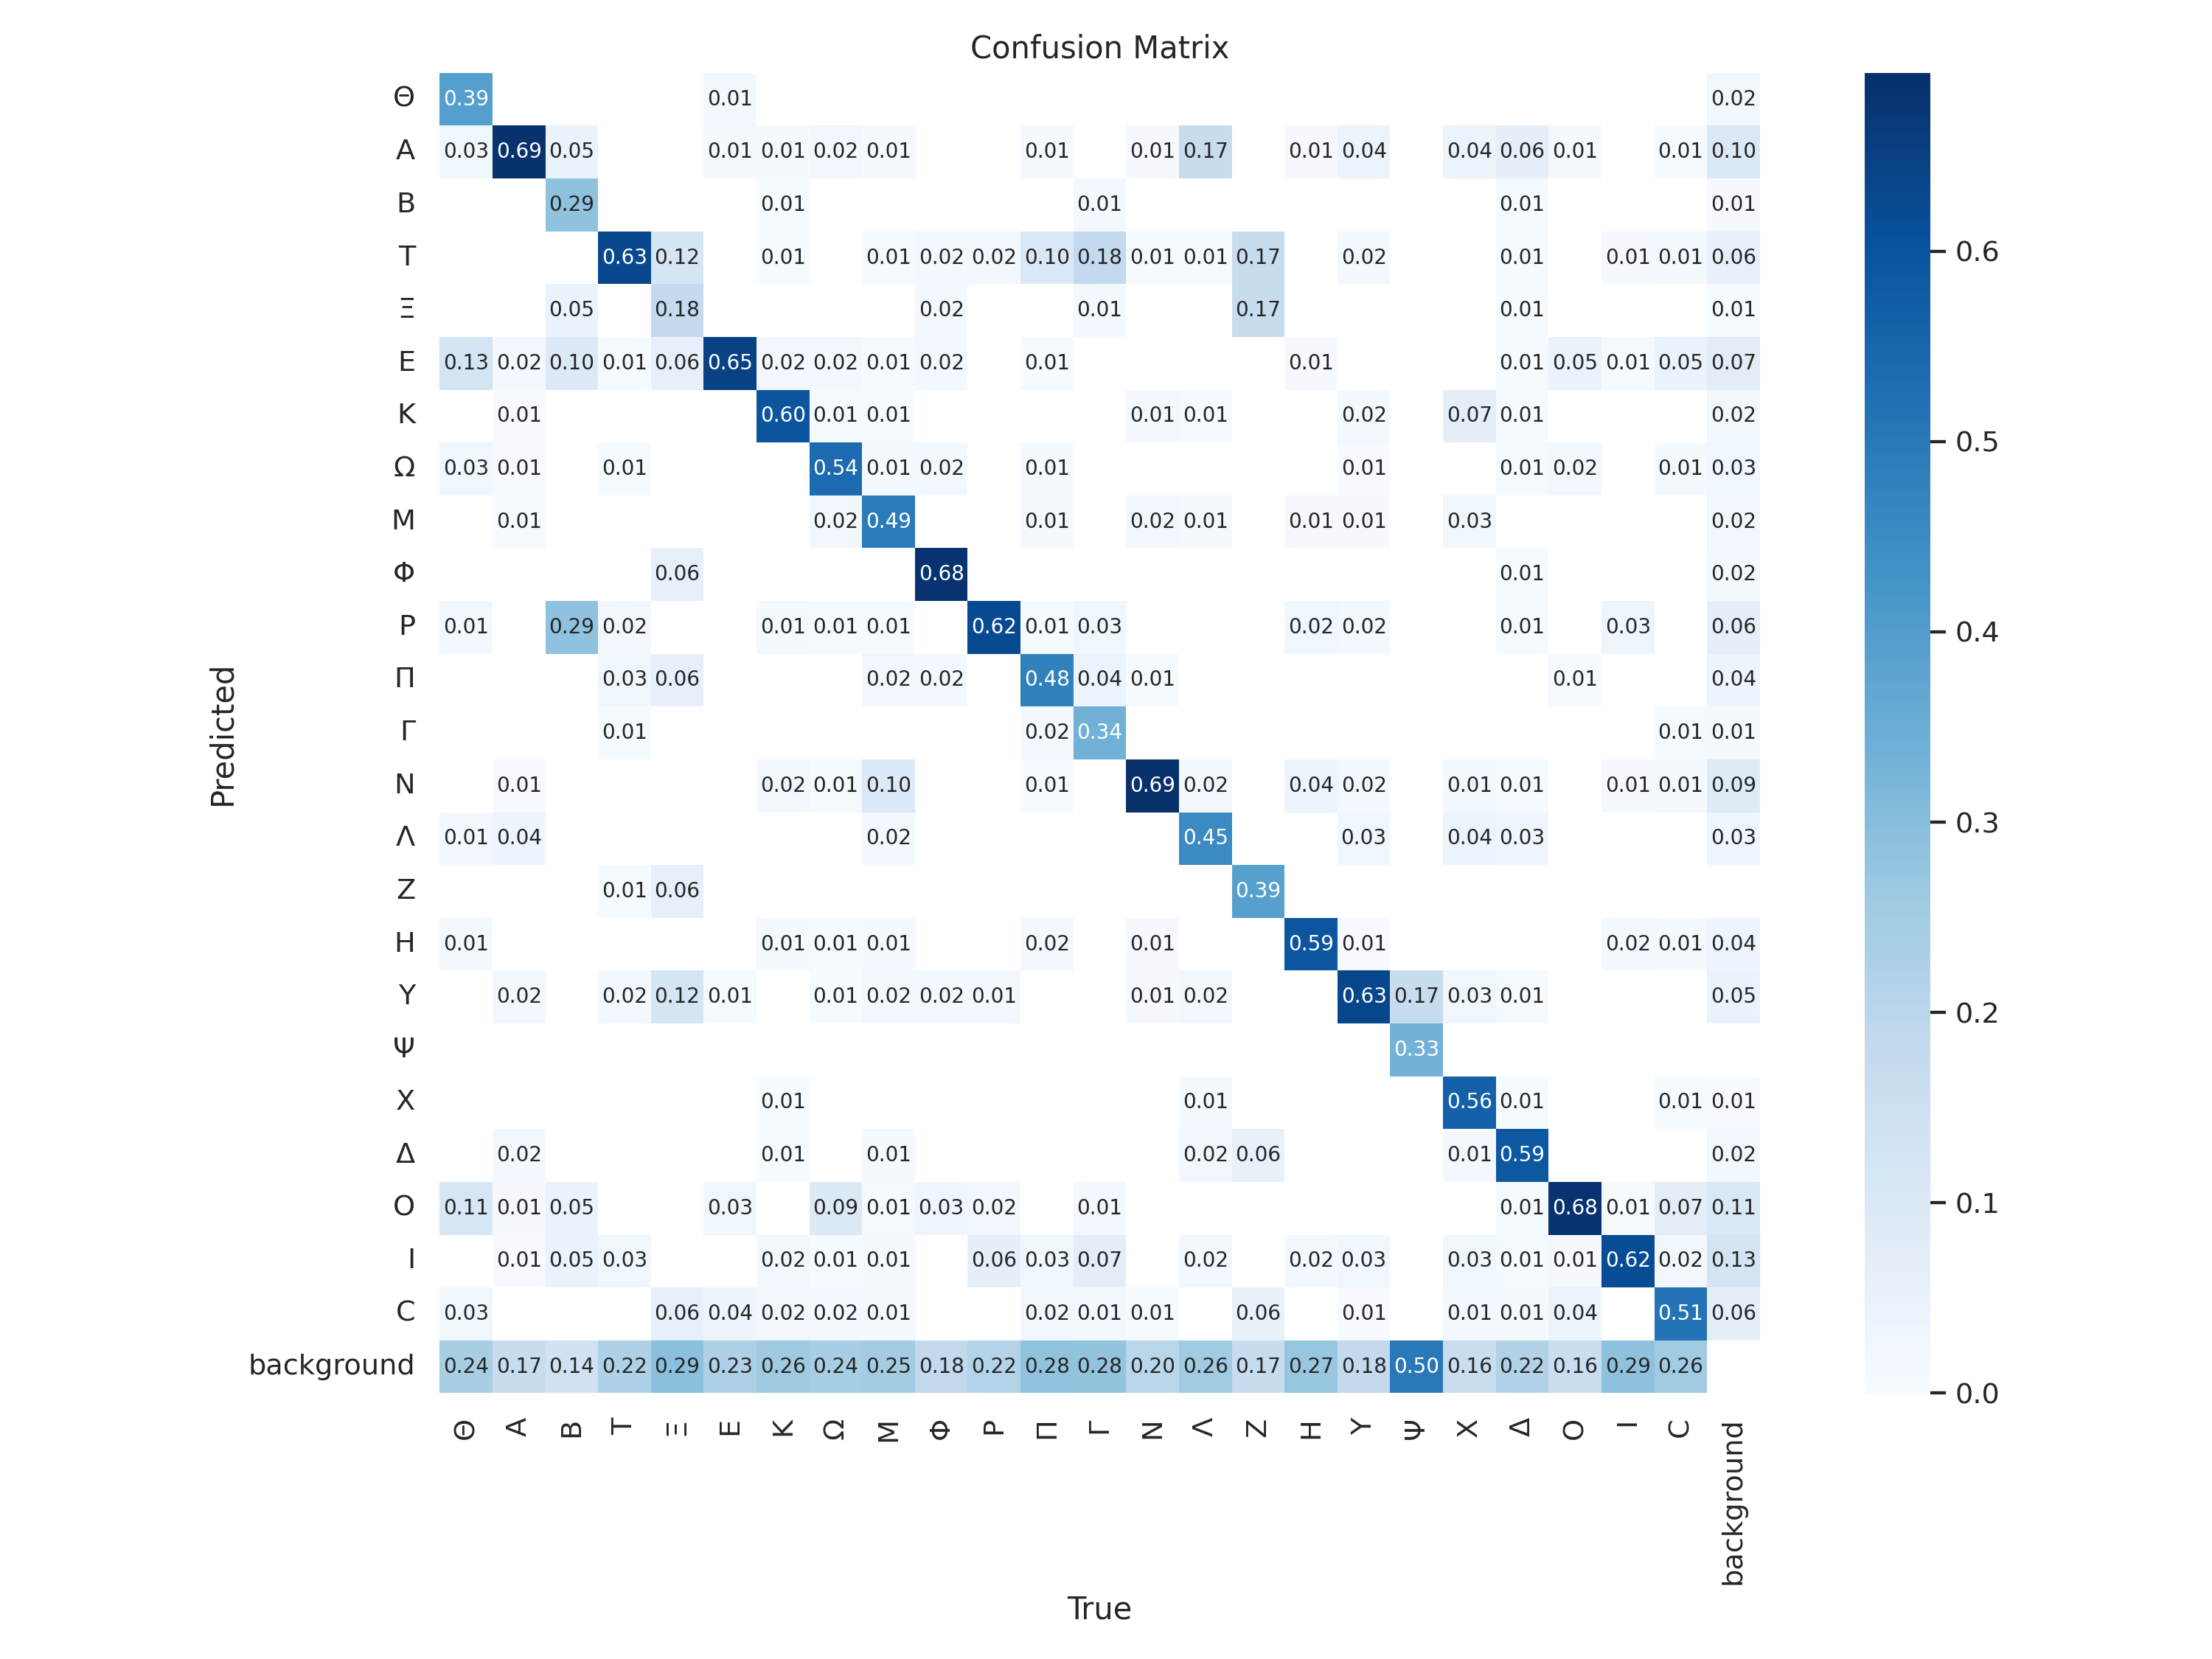 Confusion Matrix
Θ 0.39 0.01 0.02
Α 0.03 0.69 0.05 0.01 0.01 0.02 0.01 0.01 0.01 0.17 0.01 0.04 0.04 0.06 0.01 0.01 0.10
Β 0.29 0.01 0.01 0.01 0.01
Τ 0.63 0.12 0.01 0.01 0.02 0.02 0.10 0.18 0.01 0.01 0.17 0.02 0.01 0.01 0.01 0.06
Ξ 0.05 0.18 0.02 0.01 0.17 0.01 0.01
Ε 0.13 0.02 0.10 0.01 0.06 0.65 0.02 0.02 0.01 0.02 0.01 0.01 0.01 0.05 0.01 0.05 0.07
Κ 0.01 0.60 0.01 0.01 0.01 0.01 0.02 0.07 0.01 0.02
Ω 0.03 0.01 0.01 0.54 0.01 0.02 0.01 0.01 0.01 0.02 0.01 0.03
Μ 0.01 0.02 0.49 0.01 0.02 0.01 0.01 0.01 0.03 0.02
Φ 0.06 0.68 0.01 0.02
Ρ 0.01 0.29 0.02 0.01 0.01 0.01 0.62 0.01 0.03 0.02 0.02 0.01 0.03 0.06
Π 0.03 0.06 0.02 0.02 0.48 0.04 0.01 0.01 0.04
Γ 0.01 0.02 0.34 0.01 0.01
Ν 0.01 0.02 0.01 0.10 0.01 0.69 0.02 0.04 0.02 0.01 0.01 0.01 0.01 0.09
Λ 0.01 0.04 0.02 0.45 0.03 0.04 0.03 0.03
Ζ 0.01 0.06 0.39
Η 0.01 0.01 0.01 0.01 0.02 0.01 0.59 0.01 0.02 0.01 0.04
Υ 0.02 0.02 0.12 0.01 0.01 0.02 0.02 0.01 0.01 0.02 0.63 0.17 0.03 0.01 0.05
Ψ 0.33
Χ 0.01 0.01 0.56 0.01 0.01 0.01
Δ 0.02 0.01 0.01 0.02 0.06 0.01 0.59 0.02
Ο 0.11 0.01 0.05 0.03 0.09 0.01 0.03 0.02 0.01 0.01 0.68 0.01 0.07 0.11
Ι 0.01 0.05 0.03 0.02 0.01 0.01 0.06 0.03 0.07 0.02 0.02 0.03 0.03 0.01 0.01 0.62 0.02 0.13
C 0.03 0.06 0.04 0.02 0.02 0.01 0.02 0.01 0.01 0.06 0.01 0.01 0.01 0.04 0.51 0.06
background 0.24 0.17 0.14 0.22 0.29 0.23 0.26 0.24 0.25 0.18 0.22 0.28 0.28 0.20 0.26 0.17 0.27 0.18 0.50 0.16 0.22 0.16 0.29 0.26
Θ Α Β Τ Ξ Ε Κ Ω Μ Φ Ρ Π Γ Ν Λ Ζ Η Υ Ψ Χ Δ Ο Ι C background
Predicted
True
0.6
0.5
0.4
0.3
0.2
0.1
0.0